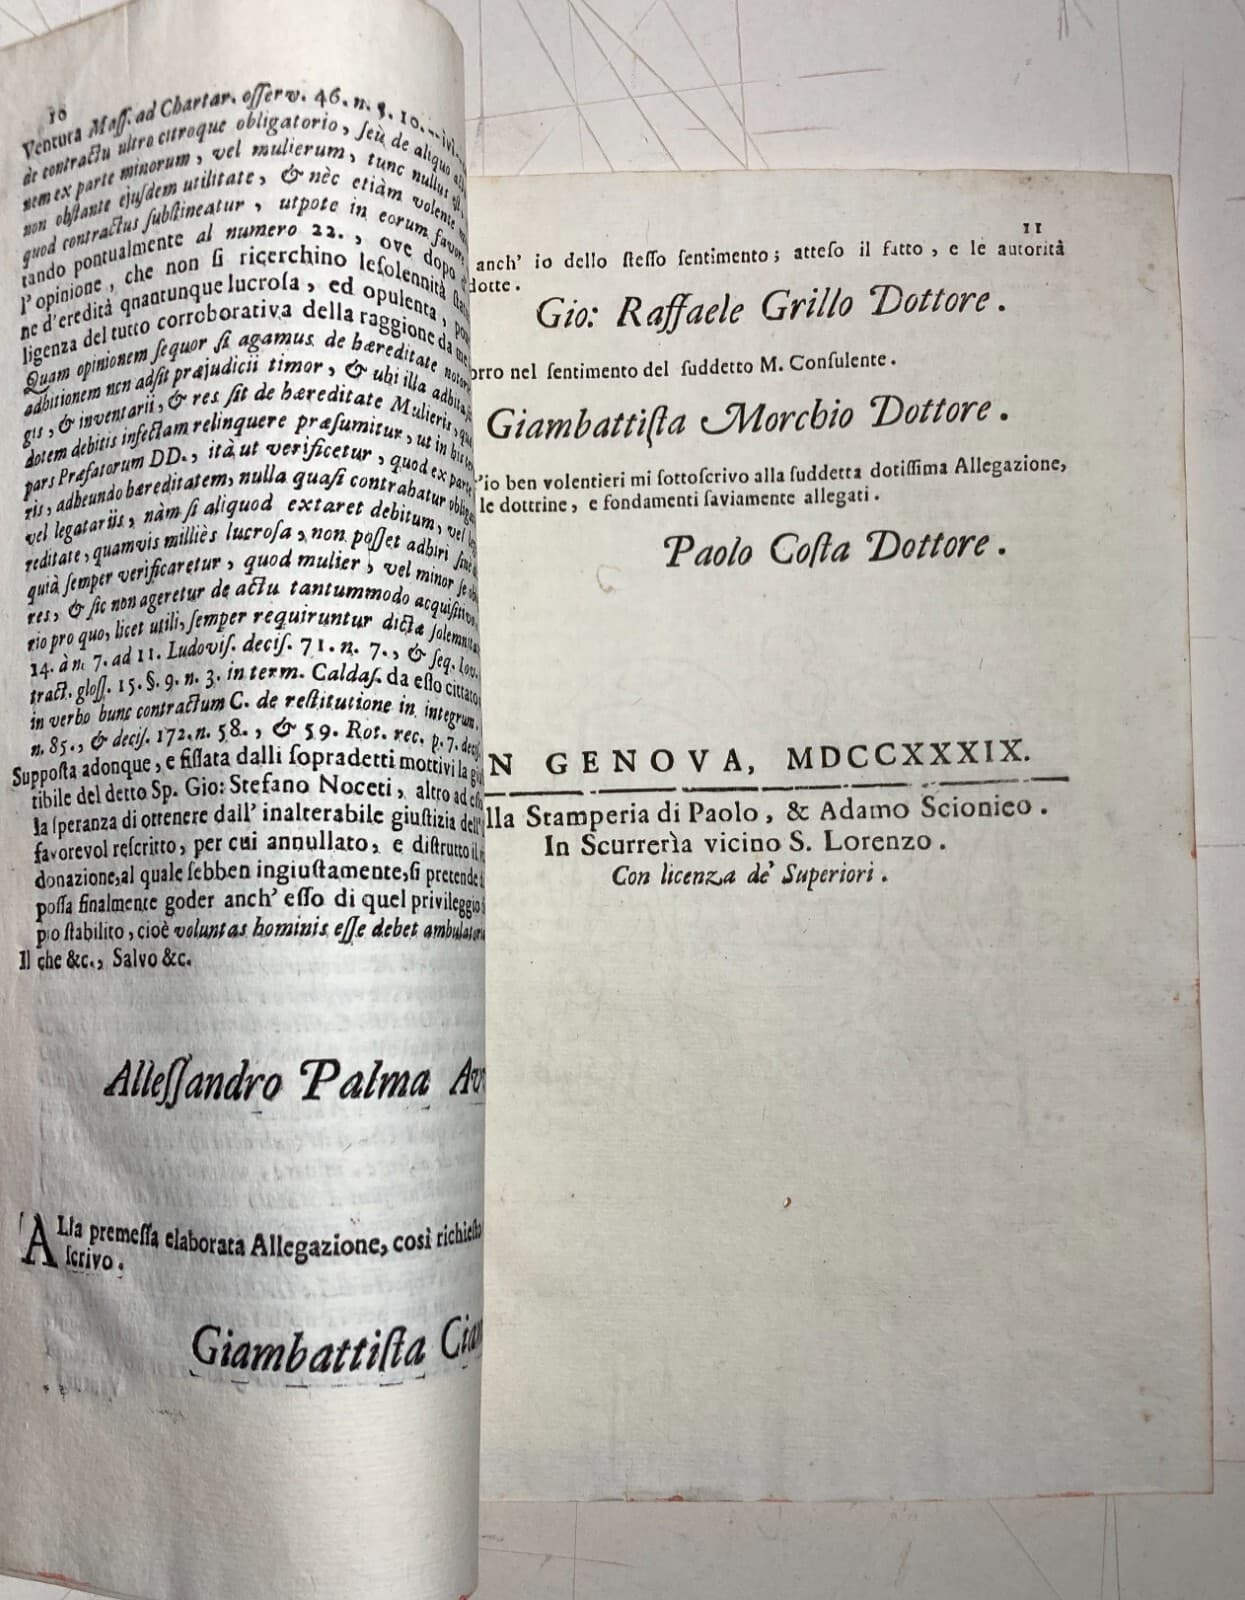 10
Ventura Maſſ. ad Chartar. oſſerv. 46. n. 9. 10.
de contractu ultro citroque obligatorio, ſeù de aliquo
nem ex parte minorum, vel mulierum, tunc nullus
non obſtante ejuſdem utilitate, & nèc etiàm volente
quod contractus ſubſtineatur, utpote in eorum favore
tando pontualmente al numero 22., ove dopo
l'opinione, che non ſi ricerchino leſolennità
ne d'eredità quantunque lucroſa, ed opulenta,
ligenza del tutto corroborativa della raggione da me
Quam opinionem ſequor ſi agamus de hæreditate
adbitionem non adſit præjudicii timor, & ubi illa
gis, & inventarii, & res ſit de hæreditate Mulieris,
dotem debitis infectam relinquere præſumitur, ut in his
pars Præfatorum DD., ità ut verificetur, quod ex parte
ris, adheundo hæreditatem, nulla quaſi contrahatur
vel legatariis, nàm ſi aliquod extaret debitum, vel
reditate, quamvis milliès lucroſa, non poſſet adhiri
quià ſemper verificaretur, quod mulier, vel minor ſe
res, & ſic non ageretur de actu tantummodo acquiſitivo
rio pro quo, licet utili, ſemper requiruntur dictæ
14. à n. 7. ad 11. Ludoviſ. deciſ. 71. n. 7., & ſeq.
tract. gloſſ. 15. §. 9. n. 3. in term. Caldaſ. da eſſo cittato
in verbo hunc contractum C. de reſtitutione in integrum.
n. 85., & deciſ. 172. n. 58., & 59. Rot. rec. p. 7.
Suppoſta adonque, e fiſſata dalli ſopradetti mottivi la
tibile del detto Sp. Gio: Stefano Noceti, altro ad
la ſperanza di ottenere dall' inalterabile giuſtizia
favorevol reſcritto, per cui annullato, e diſtrutto il
donazione, al quale ſebben ingiuſtamente, ſi pretende
poſſa finalmente goder anch' eſſo di quel privileggio
pio ſtabilito, cioè voluntas hominis eſſe debet
Il che &c., Salvo &c.
Alleſſandro Palma
ALla premeſſa elaborata Allegazione, così
ſcrivo.
Giambattiſta
11
anch' io dello ſteſſo ſentimento; atteſo il fatto, e le autorità
dotte.
Gio: Raffaele Grillo Dottore.
orro nel ſentimento del ſuddetto M. Conſulente.
Giambattiſta Morchio Dottore.
'io ben volentieri mi ſottoſcrivo alla ſuddetta dotiſſima Allegazione,
le dottrine, e fondamenti ſaviamente allegati.
Paolo Coſta Dottore.
N GENOVA, MDCCXXXIX.
lla Stamperia di Paolo, & Adamo Scionico.
In Scurrerìa vicino S. Lorenzo.
Con licenza de' Superiori.